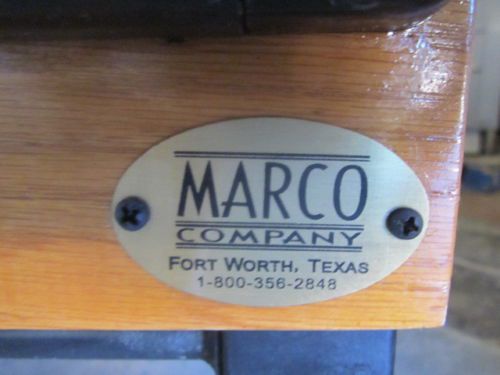 MARCO
COMPANY
FORT WORTH, TEXAS
1-800-356-2848